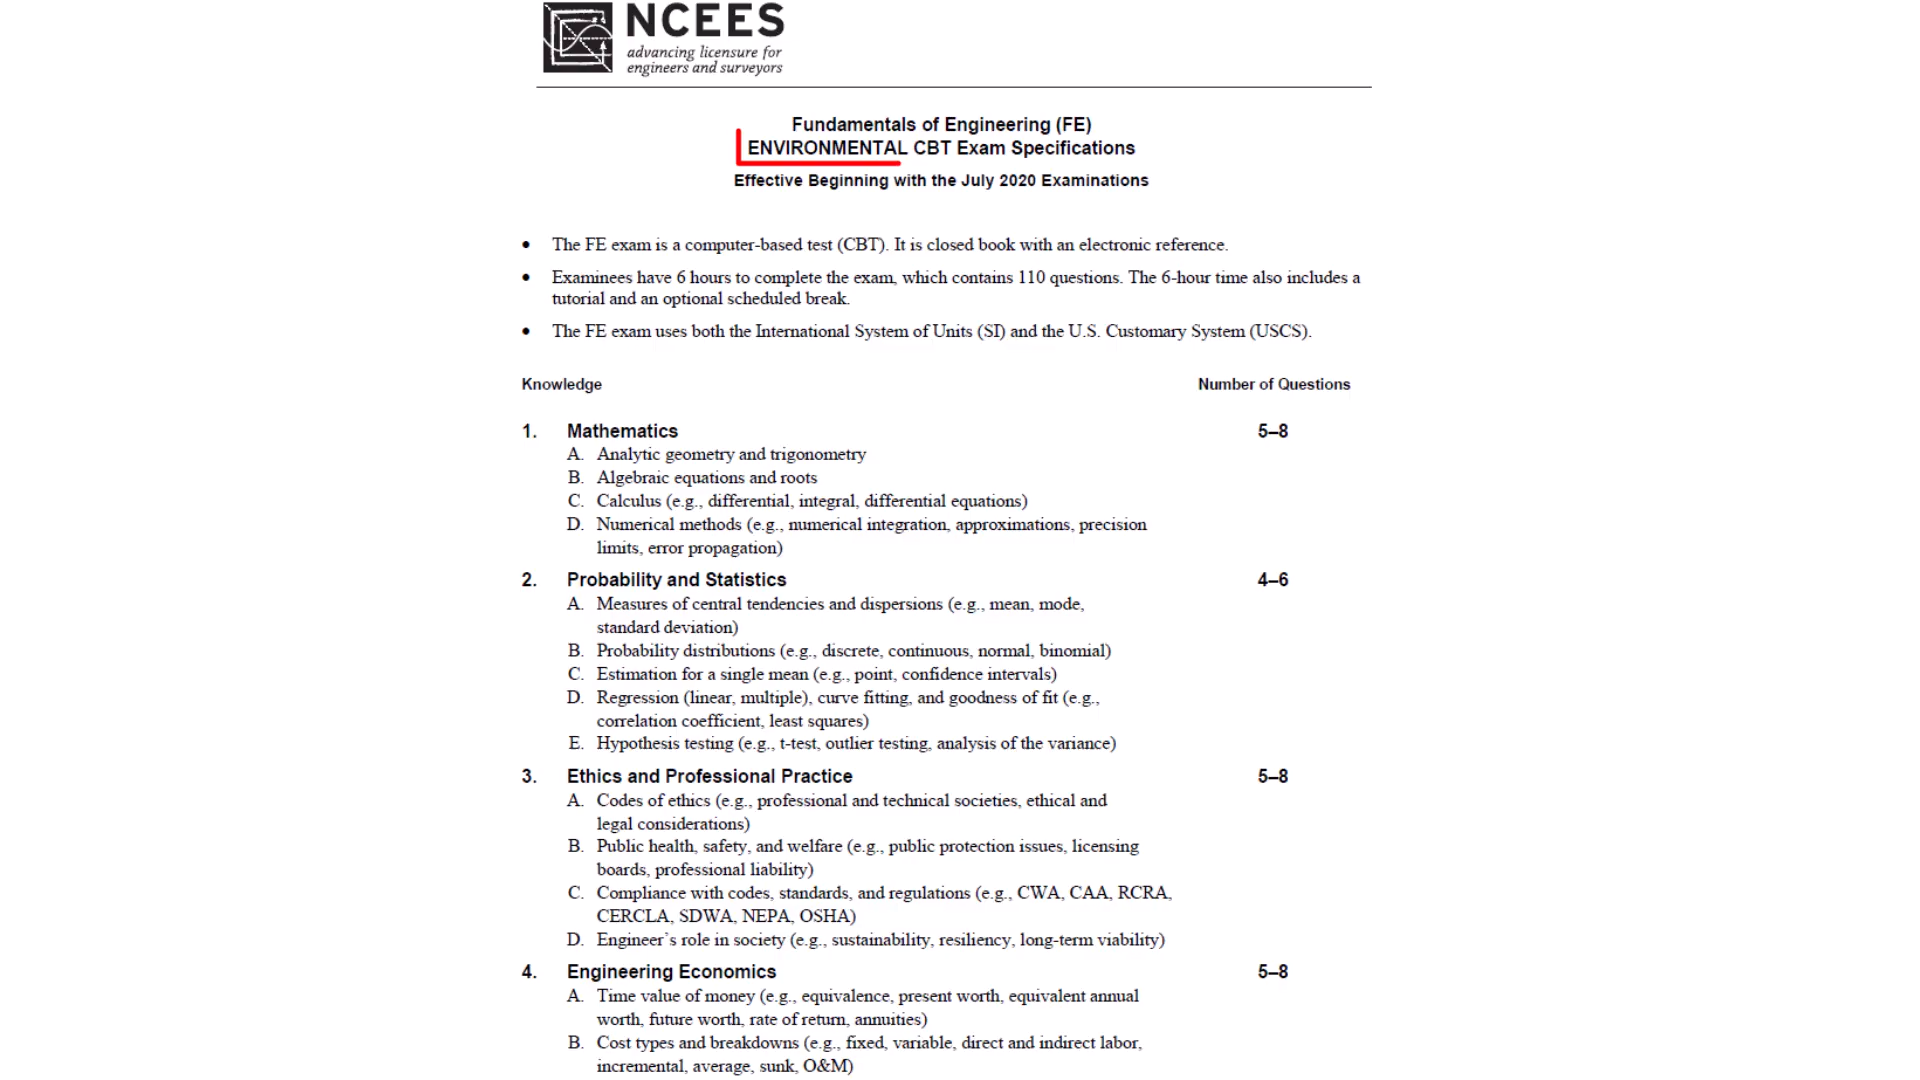 NCEES
advancing licensure for
engineers and surveyors
Fundamentals of Engineering (FE)
ENVIRONMENTAL CBT Exam Specifications
Effective Beginning with the July 2020 Examinations
• The FE exam is a computer-based test (CBT). It is closed book with an electronic reference.
• Examinees have 6 hours to complete the exam, which contains 110 questions. The 6-hour time also includes a
tutorial and an optional scheduled break.
• The FE exam uses both the International System of Units (SI) and the U.S. Customary System (USCS).
Knowledge Number of Questions
1. Mathematics 5–8
A. Analytic geometry and trigonometry
B. Algebraic equations and roots
C. Calculus (e.g., differential, integral, differential equations)
D. Numerical methods (e.g., numerical integration, approximations, precision
limits, error propagation)
2. Probability and Statistics 4–6
A. Measures of central tendencies and dispersions (e.g., mean, mode,
standard deviation)
B. Probability distributions (e.g., discrete, continuous, normal, binomial)
C. Estimation for a single mean (e.g., point, confidence intervals)
D. Regression (linear, multiple), curve fitting, and goodness of fit (e.g.,
correlation coefficient, least squares)
E. Hypothesis testing (e.g., t-test, outlier testing, analysis of the variance)
3. Ethics and Professional Practice 5–8
A. Codes of ethics (e.g., professional and technical societies, ethical and
legal considerations)
B. Public health, safety, and welfare (e.g., public protection issues, licensing
boards, professional liability)
C. Compliance with codes, standards, and regulations (e.g., CWA, CAA, RCRA,
CERCLA, SDWA, NEPA, OSHA)
D. Engineer's role in society (e.g., sustainability, resiliency, long-term viability)
4. Engineering Economics 5–8
A. Time value of money (e.g., equivalence, present worth, equivalent annual
worth, future worth, rate of return, annuities)
B. Cost types and breakdowns (e.g., fixed, variable, direct and indirect labor,
incremental, average, sunk, O&M)